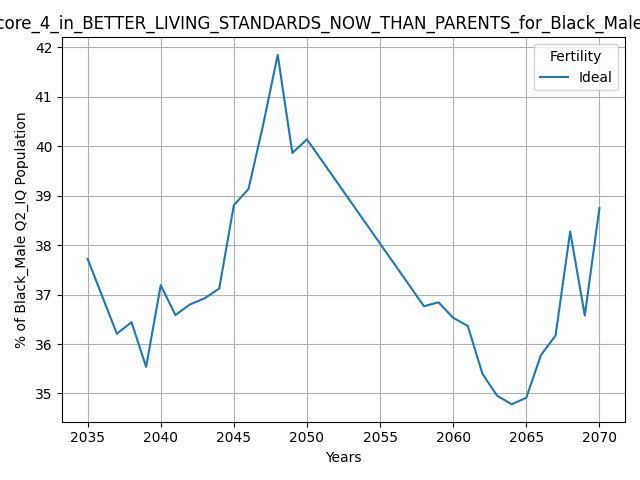 core_4_in_BETTER_LIVING_STANDARDS_NOW_THAN_PARENTS_for_Black_Male
Fertility
Ideal
% of Black_Male Q2_IQ Population
42
41
40
39
38
37
36
35
2035 2040 2045 2050 2055 2060 2065 2070
Years